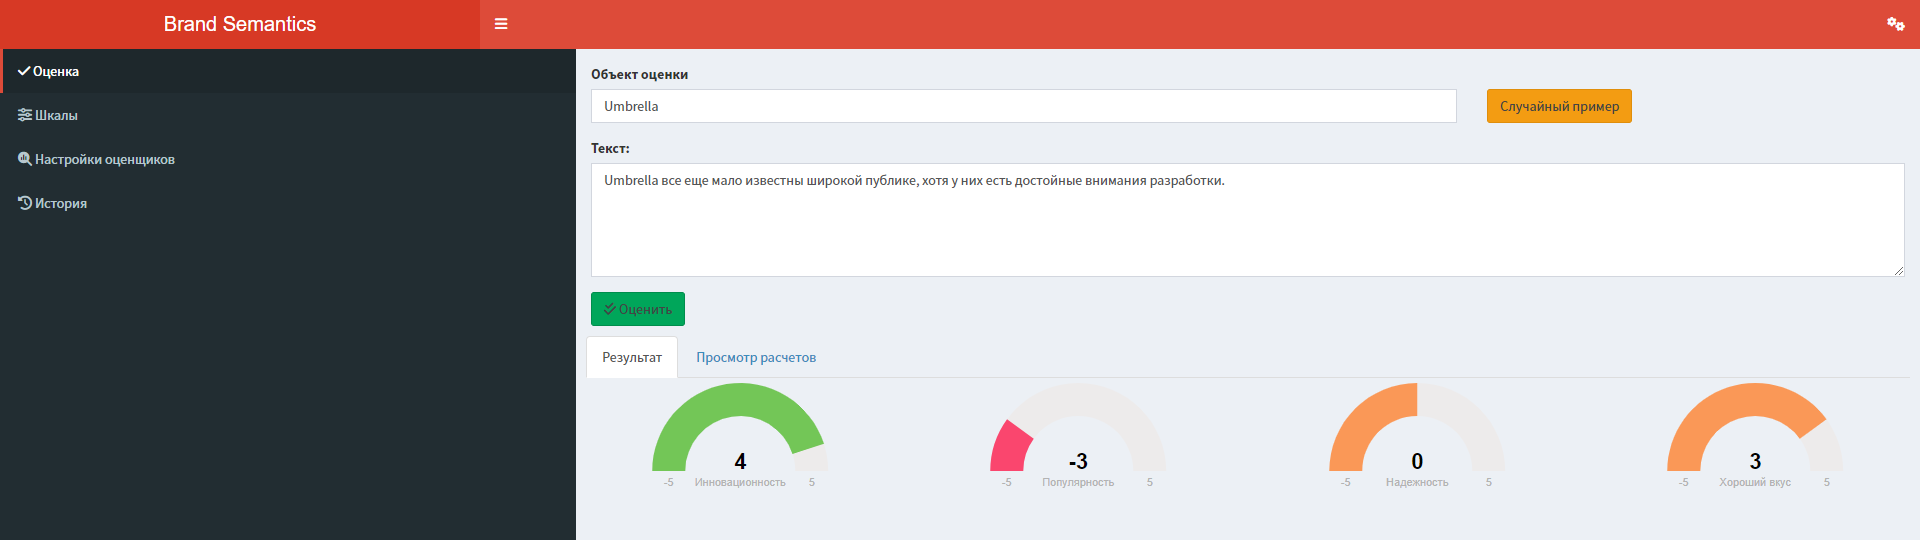 Brand Semantics
Оценка
Шкалы
Настройки оценщиков
История
Объект оценки
Umbrella
Случайный пример
Текст:
Umbrella все еще мало известны широкой публике, хотя у них есть достойные внимания разработки.
Оценить
Результат Просмотр расчетов
4 -3 0 3
-5 Инновационность 5 -5 Популярность 5 -5 Надежность 5 -5 Хороший вкус 5